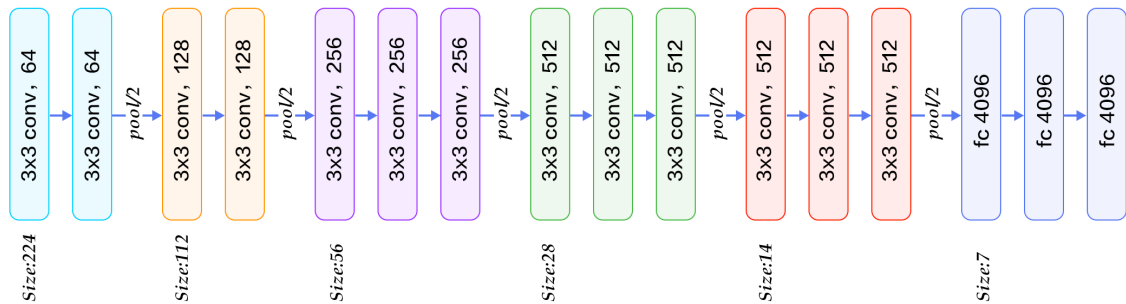 3x3 conv, 64
3x3 conv, 64
pool/2
3x3 conv, 128
3x3 conv, 128
pool/2
3x3 conv, 256
3x3 conv, 256
3x3 conv, 256
pool/2
3x3 conv, 512
3x3 conv, 512
3x3 conv, 512
pool/2
3x3 conv, 512
3x3 conv, 512
3x3 conv, 512
pool/2
fc 4096
fc 4096
fc 4096
Size:224
Size:112
Size:56
Size:28
Size:14
Size:7